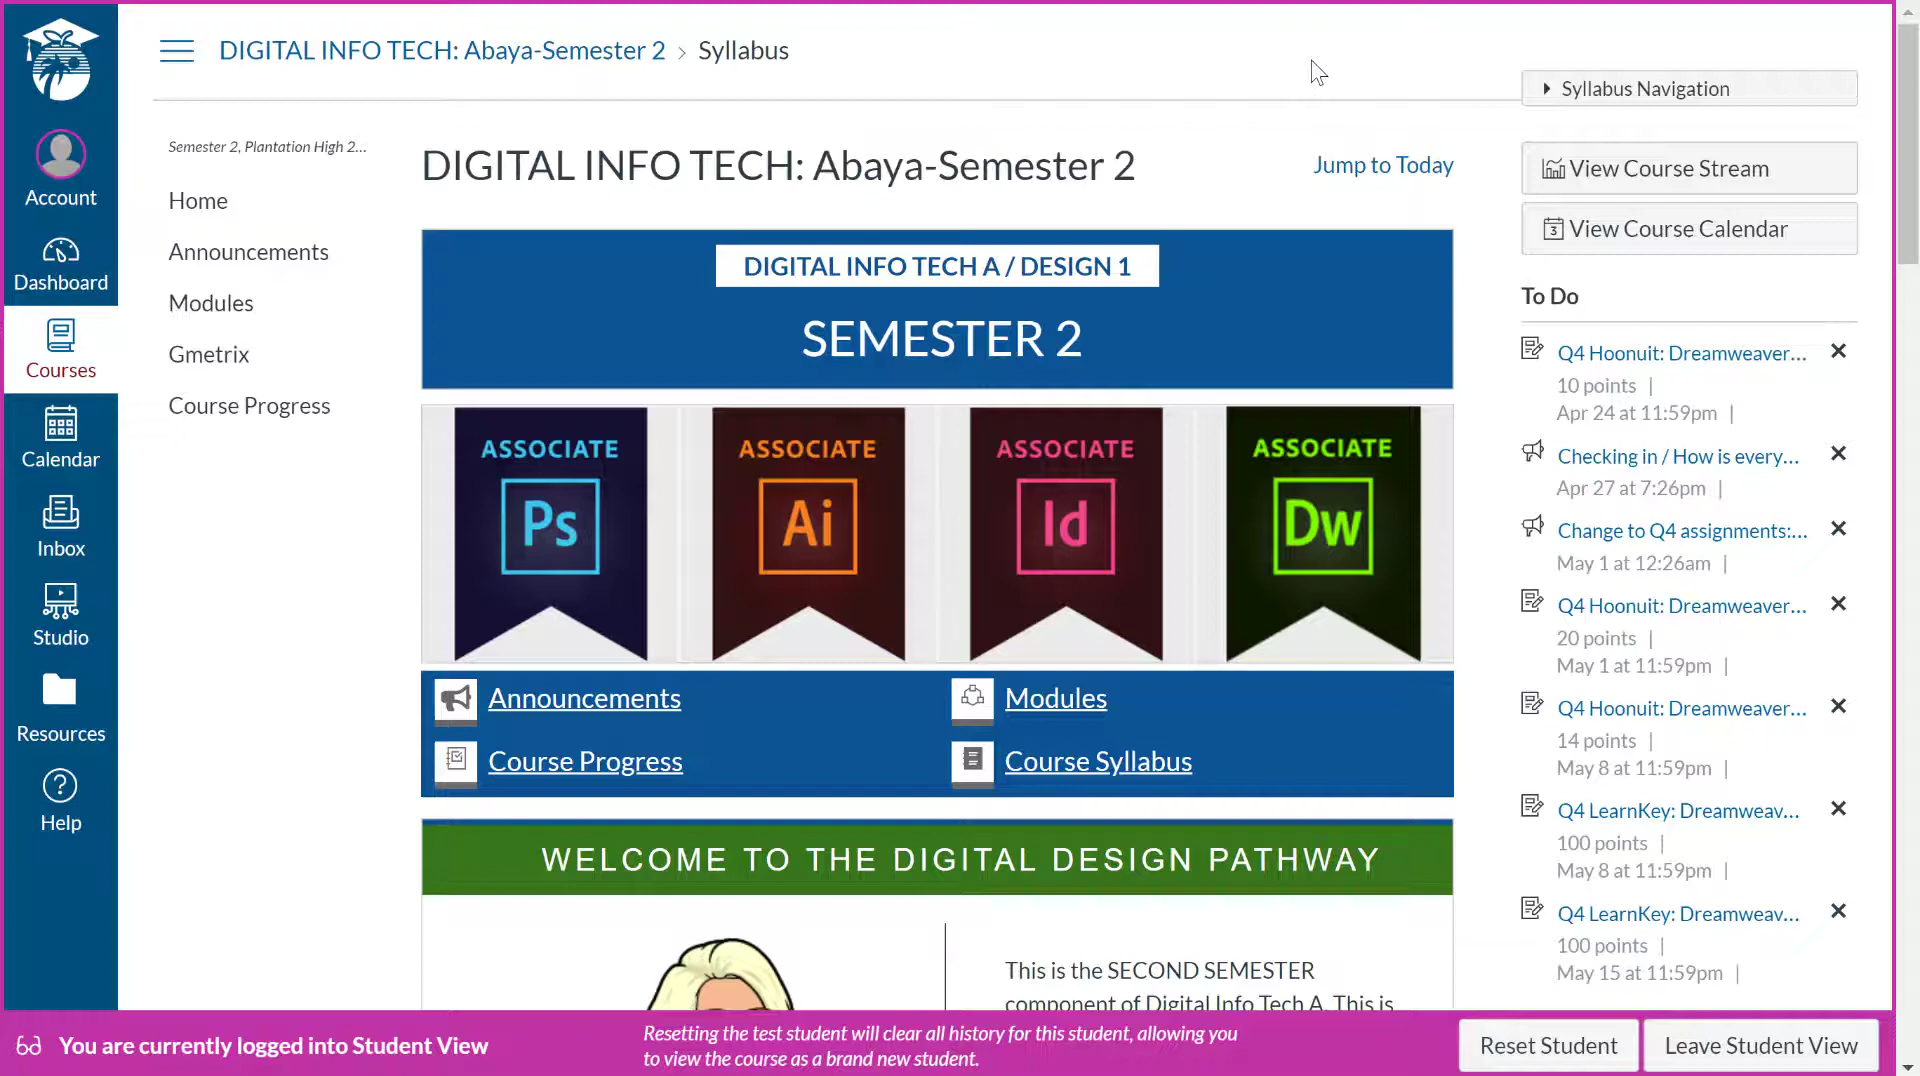 DIGITAL INFO TECH: Abaya-Semester 2 › Syllabus
Account
Dashboard
Courses
Calendar
Inbox
Studio
Resources
Help
Semester 2, Plantation High 2...
Home
Announcements
Modules
Gmetrix
Course Progress
DIGITAL INFO TECH: Abaya-Semester 2
Jump to Today
DIGITAL INFO TECH A / DESIGN 1
SEMESTER 2
ASSOCIATE
Ps
ASSOCIATE
Ai
ASSOCIATE
Id
ASSOCIATE
Dw
Announcements
Modules
Course Progress
Course Syllabus
WELCOME TO THE DIGITAL DESIGN PATHWAY
This is the SECOND SEMESTER
component of Digital Info Tech A. This is
Syllabus Navigation
View Course Stream
3
View Course Calendar
To Do
Q4 Hoonuit: Dreamweaver...
10 points |
Apr 24 at 11:59pm |
Checking in / How is every...
Apr 27 at 7:26pm |
Change to Q4 assignments:...
May 1 at 12:26am |
Q4 Hoonuit: Dreamweaver...
20 points |
May 1 at 11:59pm |
Q4 Hoonuit: Dreamweaver...
14 points |
May 8 at 11:59pm |
Q4 LearnKey: Dreamweav...
100 points |
May 8 at 11:59pm |
Q4 LearnKey: Dreamweav...
100 points |
May 15 at 11:59pm |
You are currently logged into Student View
Resetting the test student will clear all history for this student, allowing you
to view the course as a brand new student.
Reset Student
Leave Student View